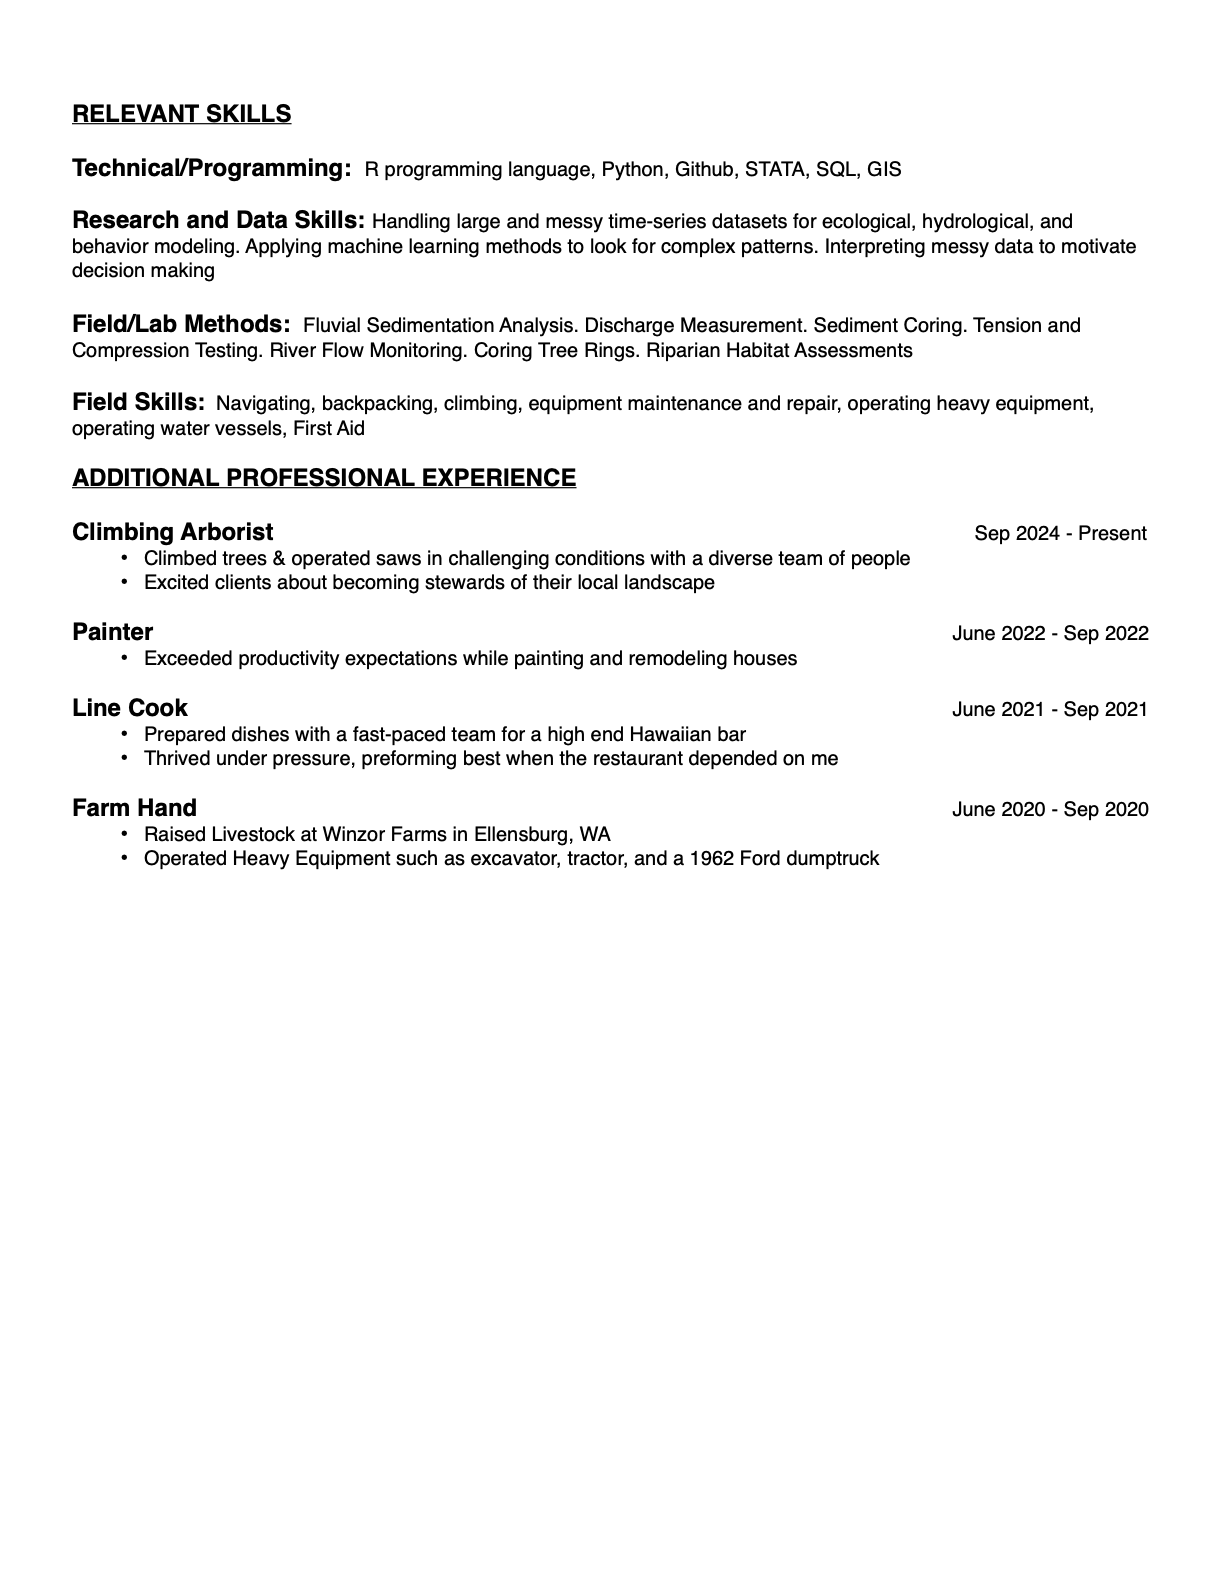 RELEVANT SKILLS
Technical/Programming: R programming language, Python, Github, STATA, SQL, GIS
Research and Data Skills: Handling large and messy time-series datasets for ecological, hydrological, and
behavior modeling. Applying machine learning methods to look for complex patterns. Interpreting messy data to motivate
decision making
Field/Lab Methods: Fluvial Sedimentation Analysis. Discharge Measurement. Sediment Coring. Tension and
Compression Testing. River Flow Monitoring. Coring Tree Rings. Riparian Habitat Assessments
Field Skills: Navigating, backpacking, climbing, equipment maintenance and repair, operating heavy equipment,
operating water vessels, First Aid
ADDITIONAL PROFESSIONAL EXPERIENCE
Climbing Arborist Sep 2024 - Present
• Climbed trees & operated saws in challenging conditions with a diverse team of people
• Excited clients about becoming stewards of their local landscape
Painter June 2022 - Sep 2022
• Exceeded productivity expectations while painting and remodeling houses
Line Cook June 2021 - Sep 2021
• Prepared dishes with a fast-paced team for a high end Hawaiian bar
• Thrived under pressure, preforming best when the restaurant depended on me
Farm Hand June 2020 - Sep 2020
• Raised Livestock at Winzor Farms in Ellensburg, WA
• Operated Heavy Equipment such as excavator, tractor, and a 1962 Ford dumptruck